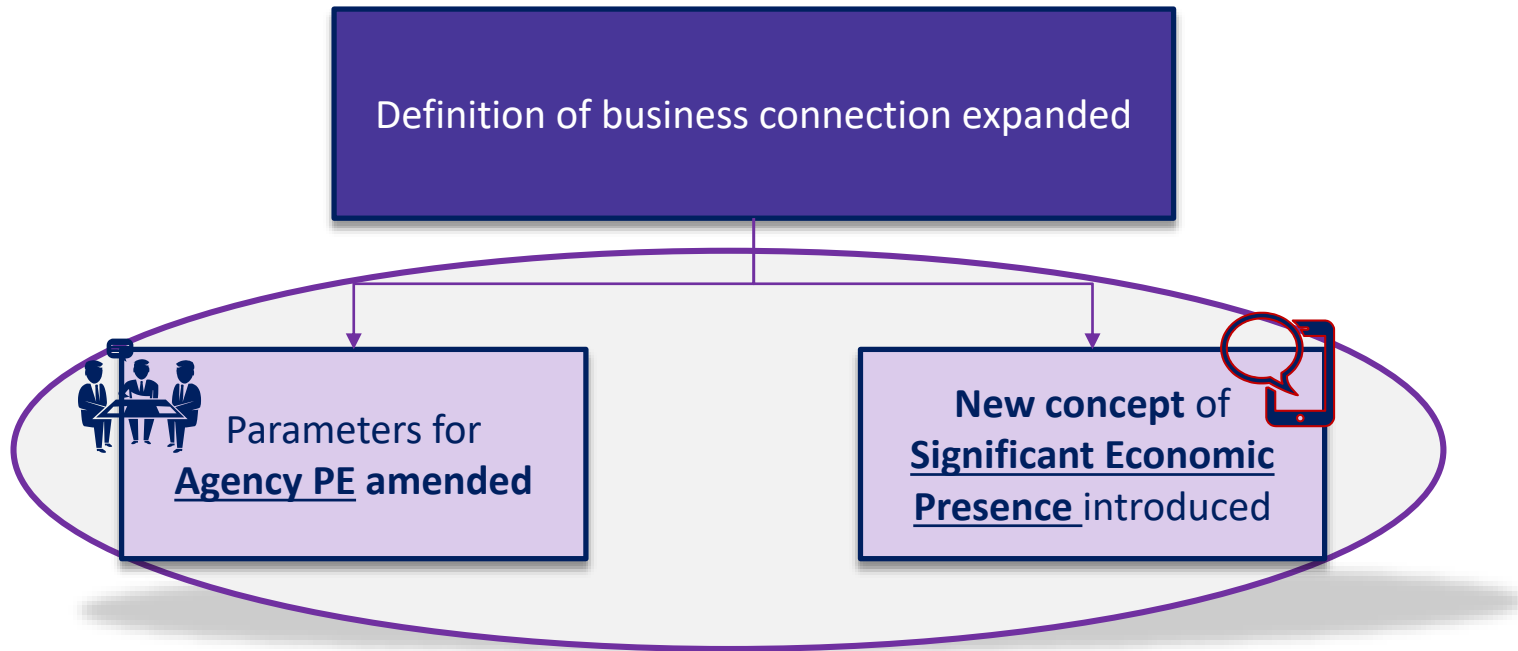 Definition of business connection expanded
Parameters for
Agency PE amended
New concept of
Significant Economic
Presence introduced